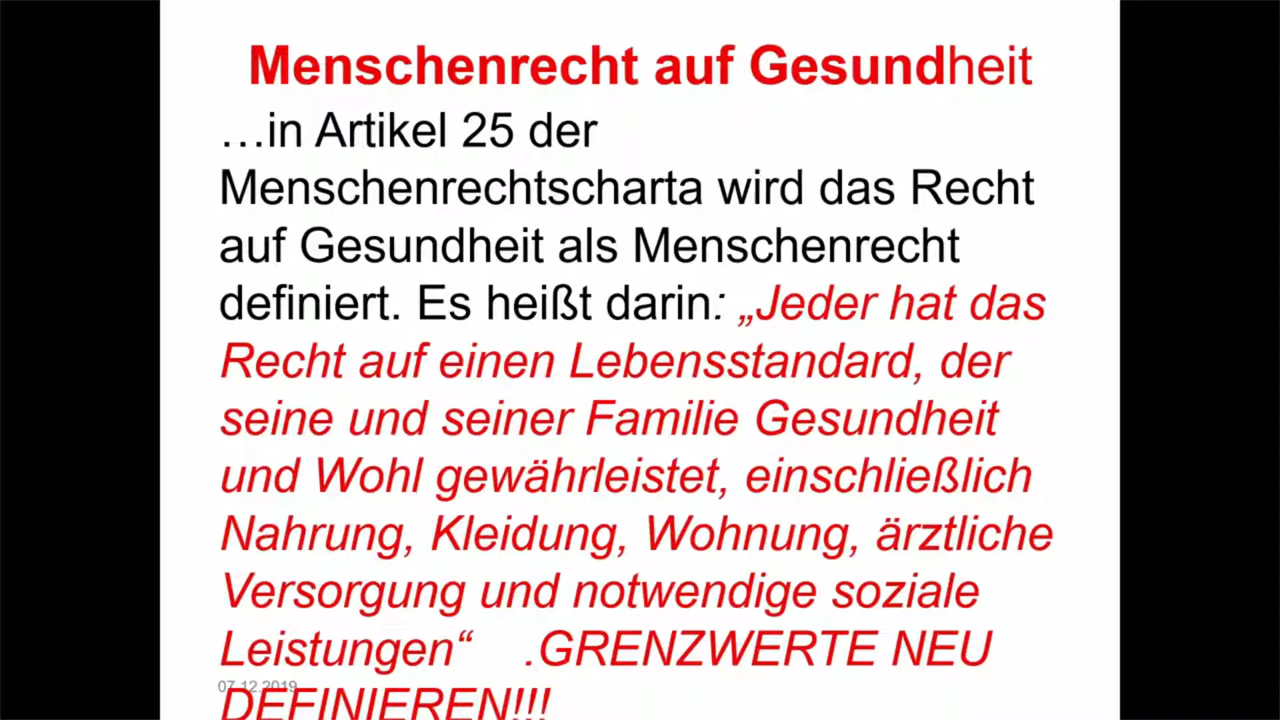 Menschenrecht auf Gesundheit
…in Artikel 25 der
Menschenrechtscharta wird das Recht
auf Gesundheit als Menschenrecht
definiert. Es heißt darin: „Jeder hat das
Recht auf einen Lebensstandard, der
seine und seiner Familie Gesundheit
und Wohl gewährleistet, einschließlich
Nahrung, Kleidung, Wohnung, ärztliche
Versorgung und notwendige soziale
Leistungen“ .GRENZWERTE NEU
07.12.2019
DEFINIEREN!!!